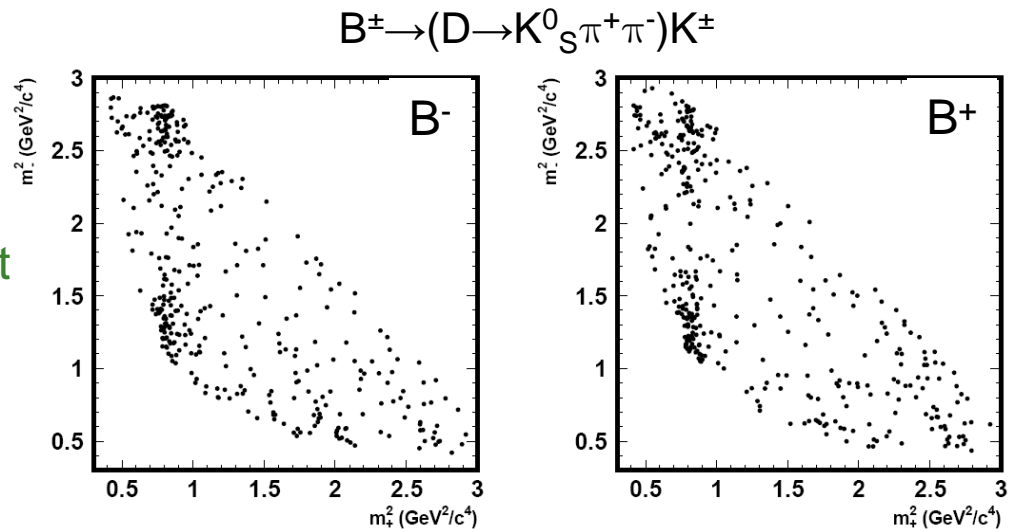 B±→(D→K⁰_Sπ⁺π⁻)K±
B⁻
m²₋ (GeV²/c⁴)
3
2.5
2
1.5
1
0.5
0.5 1 1.5 2 2.5 3
m²₊ (GeV²/c⁴)
B⁺
m²₋ (GeV²/c⁴)
3
2.5
2
1.5
1
0.5
0.5 1 1.5 2 2.5 3
m²₊ (GeV²/c⁴)
t